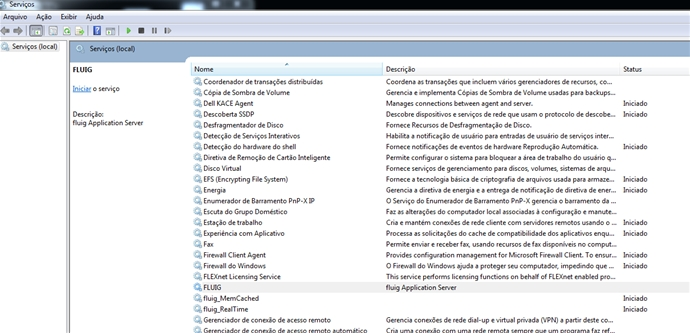 Serviços
Arquivo Ação Exibir Ajuda
Serviços (local)
Serviços (local)
FLUIG
Iniciar o serviço
Descrição:
fluig Application Server
Nome Descrição Status
Coordenador de transações distribuídas Coordena as transações que incluem vários gerenciadores de recursos, co...
Cópia de Sombra de Volume Gerencia e implementa Cópias de Sombra de Volume usadas para backups...
Dell KACE Agent Manages connections between agent and server. Iniciado
Descoberta SSDP Descobre dispositivos e serviços de rede que usam o protocolo de descobe... Iniciado
Desfragmentador de Disco Fornece Recursos de Desfragmentação de Disco.
Detecção de Serviços Interativos Habilita a notificação de usuário para entradas de usuário de serviços inter...
Detecção do hardware do shell Fornece notificações de eventos de hardware Reprodução Automática. Iniciado
Diretiva de Remoção de Cartão Inteligente Permite configurar o sistema para bloquear a área de trabalho do usuário q...
Disco Virtual Fornece serviços de gerenciamento para discos, volumes, sistemas de arqu...
EFS (Encrypting File System) Fornece a tecnologia básica de criptografia de arquivos usada para armaze... Iniciado
Energia Gerencia a diretiva de energia e a entrega de notificação de diretiva de ener... Iniciado
Enumerador de Barramento PnP-X IP O Serviço do Enumerador de Barramento PnP-X gerencia o barramento d...
Escuta do Grupo Doméstico Faz as alterações do computador local associadas à configuração e manute...
Estação de trabalho Cria e mantém conexões de rede cliente com servidores remotos usando o ... Iniciado
Experiência com Aplicativo Processa as solicitações do cache de compatibilidade dos aplicativos enqu... Iniciado
Fax Permite enviar e receber fax, usando recursos de fax disponíveis no comput...
Firewall Client Agent Provides configuration management for Microsoft Firewall Client. To ensur... Iniciado
Firewall do Windows O Firewall do Windows ajuda a proteger seu computador, impedindo que ... Iniciado
FLEXnet Licensing Service This service performs licensing functions on behalf of FLEXnet enabled pro...
FLUIG fluig Application Server
fluig_MemCached Iniciado
fluig_RealTime Iniciado
Gerenciador de conexão de acesso remoto Gerencia conexões de rede dial-up e virtual privada (VPN) a partir deste co...
Gerenciador de conexão de acesso remoto automático Cria uma conexão com uma rede remota sempre que um programa faz ref...